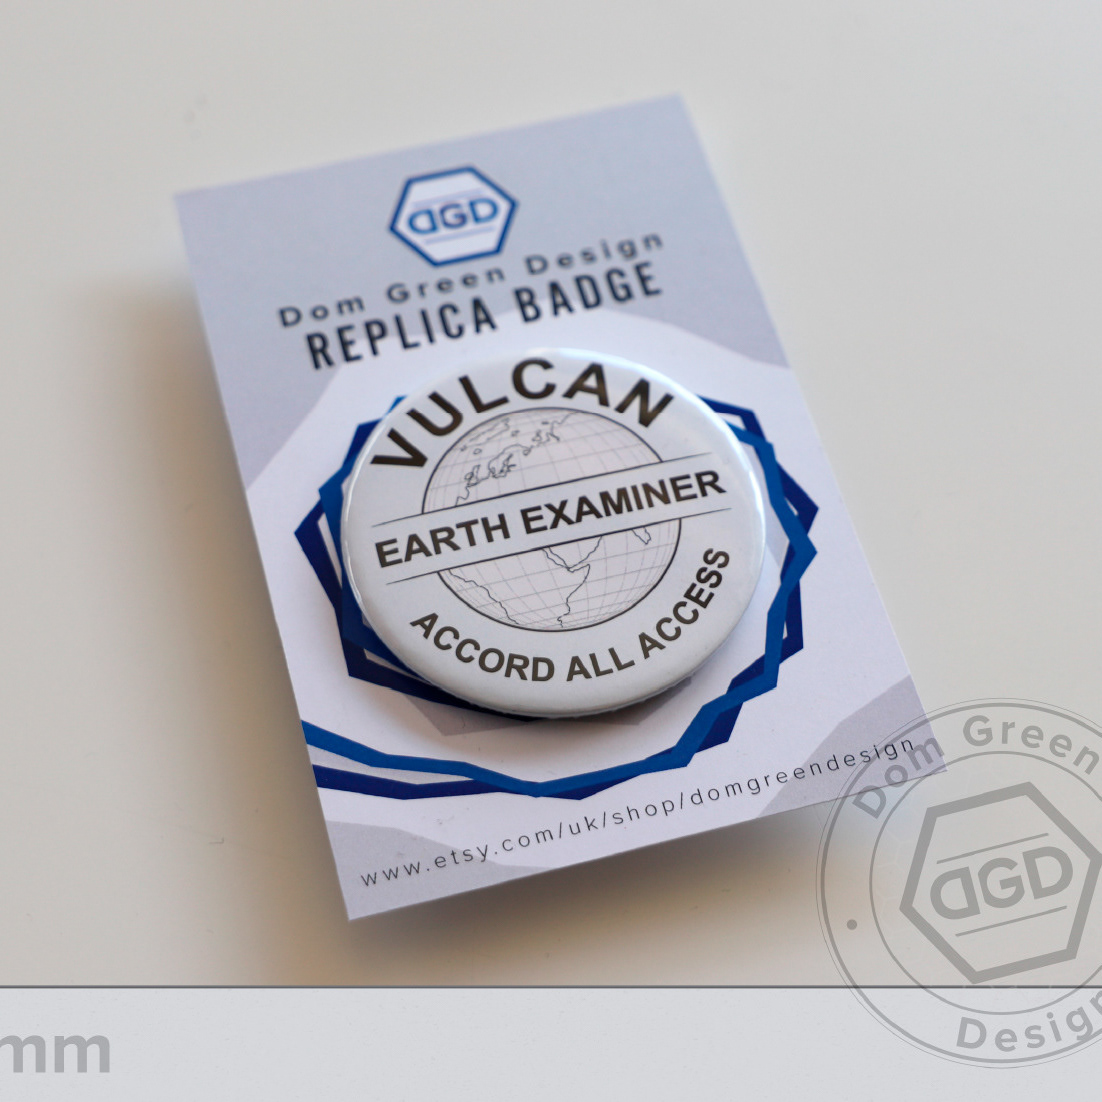 DGD
Dom Green Design
REPLICA BADGE
VULCAN
EARTH EXAMINER
ACCORD ALL ACCESS
www.etsy.com/uk/shop/domgreendesign
Dom Green
DGD
Design
mm